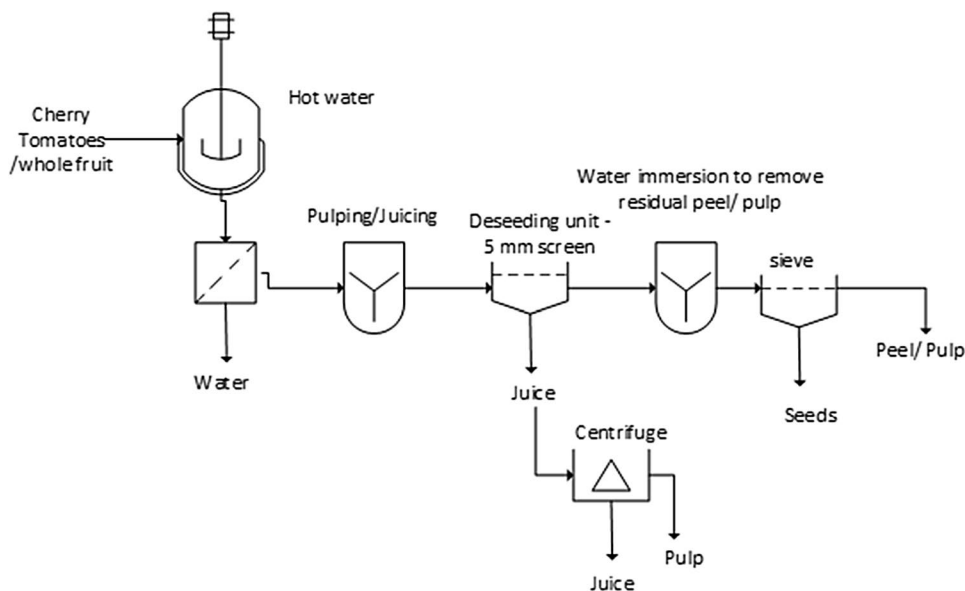 Hot water
Cherry
Tomatoes
/whole fruit
Water immersion to remove
residual peel/ pulp
Pulping/Juicing
Deseeding unit -
5 mm screen
sieve
Peel/ Pulp
Water
Juice
Seeds
Centrifuge
Pulp
Juice